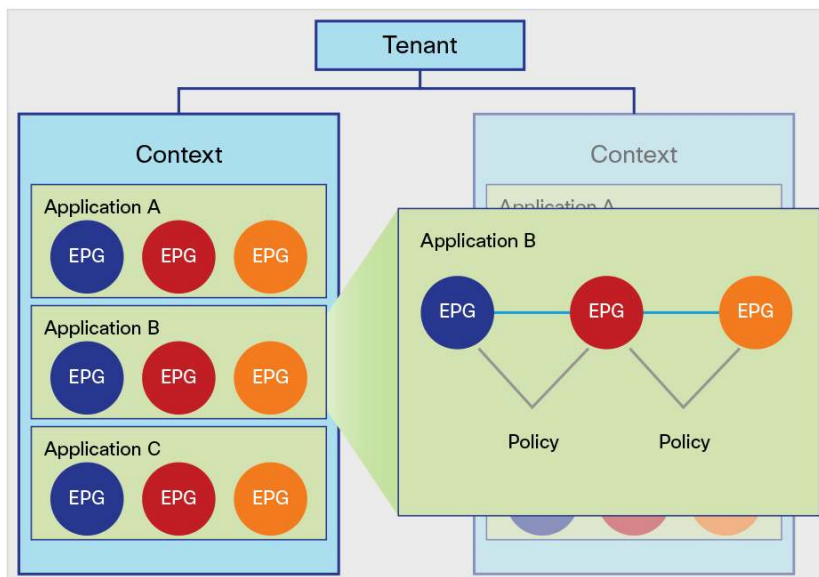 Tenant
Context
Application A
EPG EPG EPG
Application B
EPG EPG EPG
Application C
EPG EPG EPG
Context
Application A
Application B
EPG EPG EPG
Policy Policy